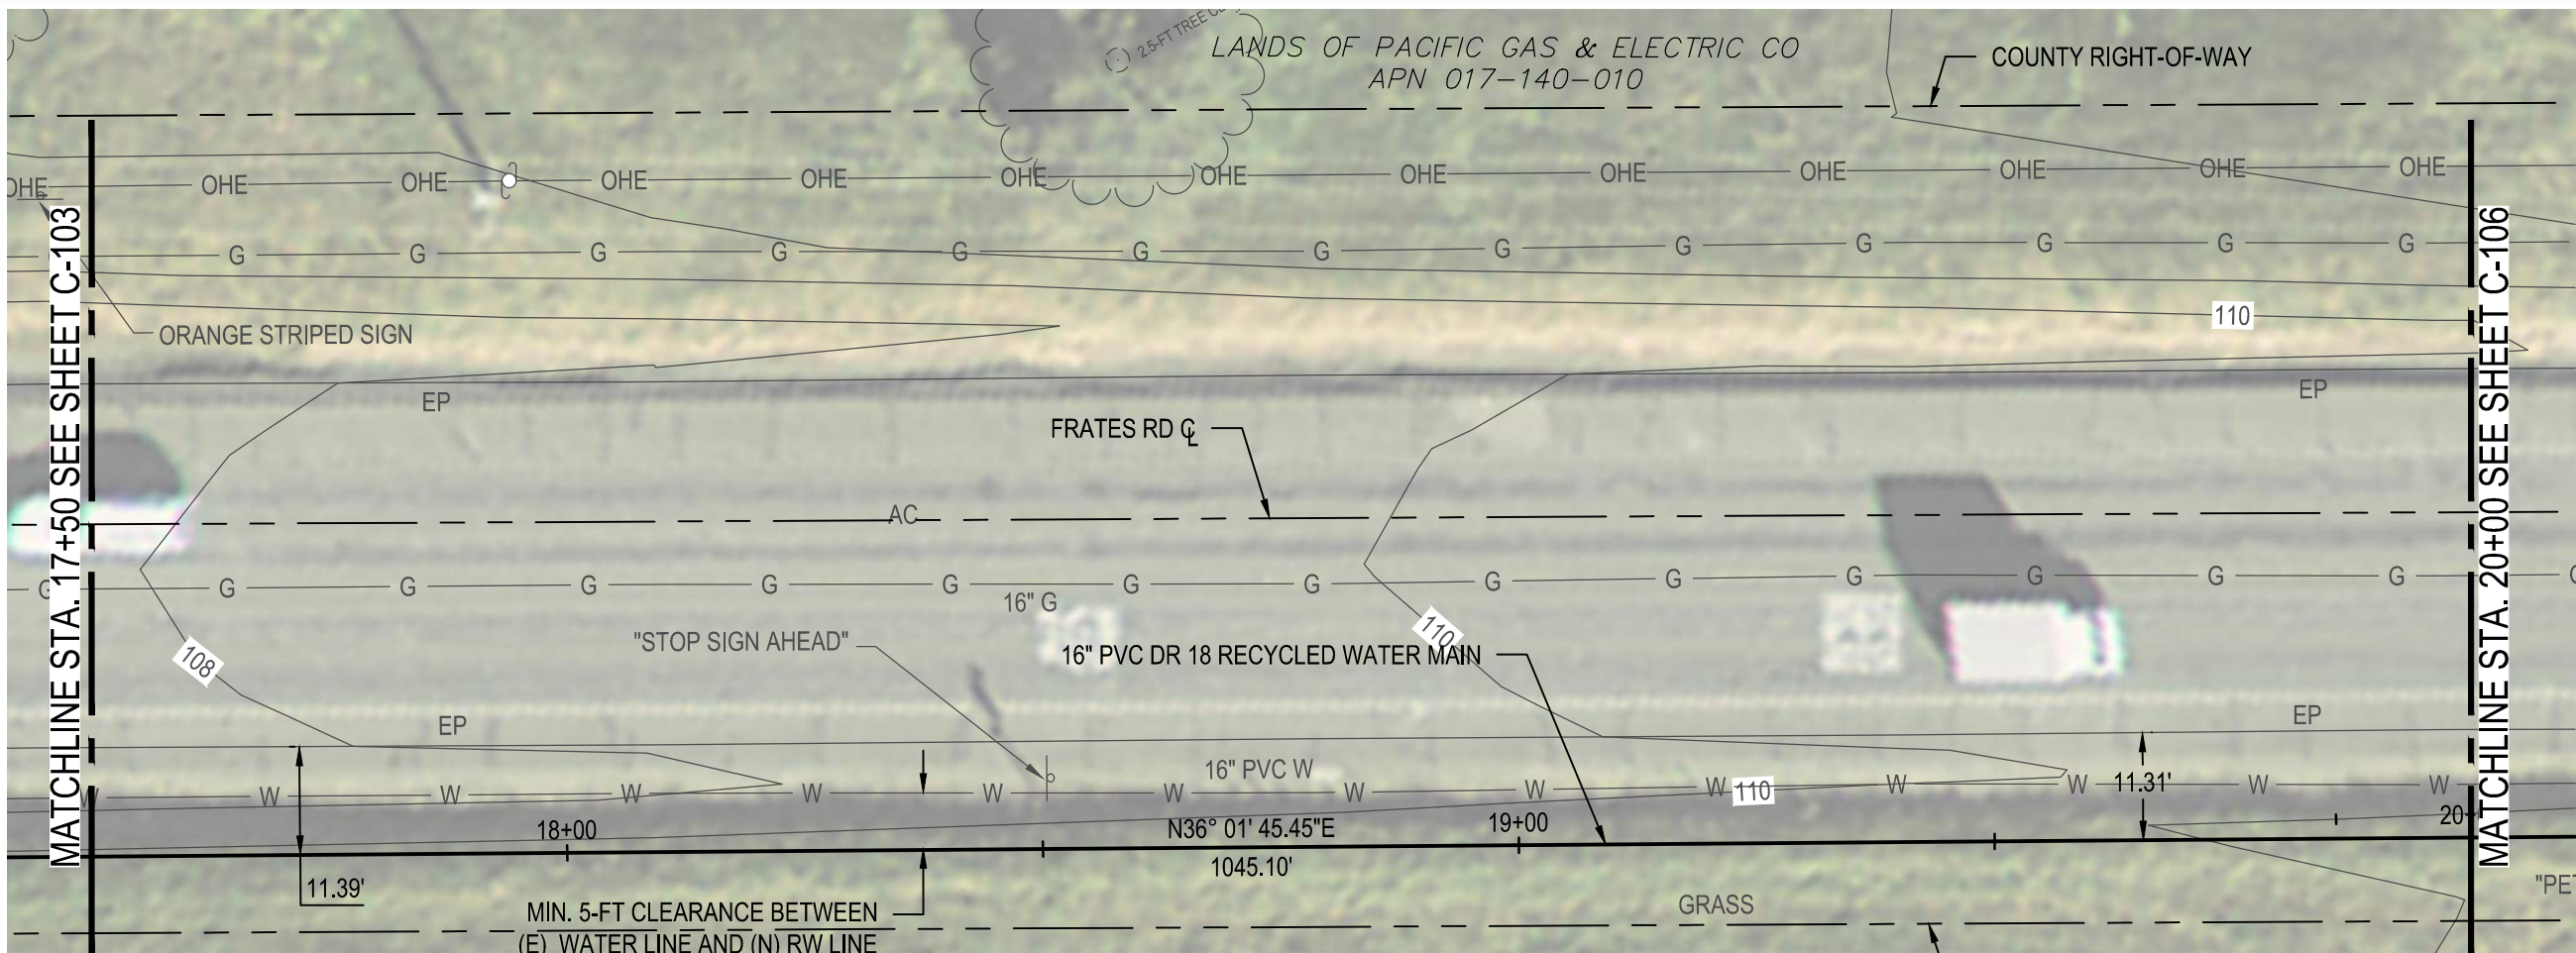 2.5-FT TREE
LANDS OF PACIFIC GAS & ELECTRIC CO
APN 017-140-010
COUNTY RIGHT-OF-WAY
OHE OHE OHE OHE OHE OHE OHE OHE OHE OHE OHE OHE OHE
G G G G G G G G G G G G G
MATCHLINE STA. 17+50 SEE SHEET C-103
MATCHLINE STA. 20+00 SEE SHEET C-106
110
ORANGE STRIPED SIGN
EP
EP
FRATES RD ℄
AC
G G G G G G G G G G G G G G
16" G
"STOP SIGN AHEAD"
110
16" PVC DR 18 RECYCLED WATER MAIN
108
EP
EP
16" PVC W
W W W W W W W W W W W W W W
110
11.31'
18+00
N36° 01' 45.45"E
19+00
20
1045.10'
11.39'
"PE
GRASS
MIN. 5-FT CLEARANCE BETWEEN
(E) WATER LINE AND (N) RW LINE